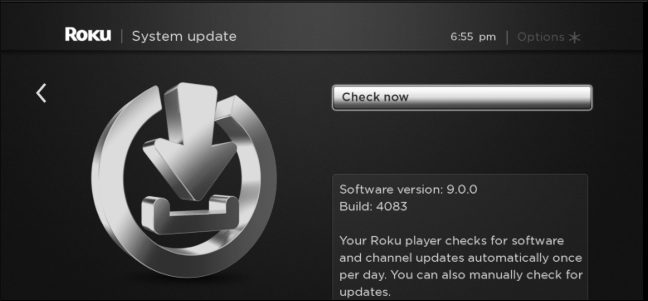 Roku | System update
6:55 pm | Options
Check now
Software version: 9.0.0
Build: 4083
Your Roku player checks for software
and channel updates automatically once
per day. You can also manually check for
updates.